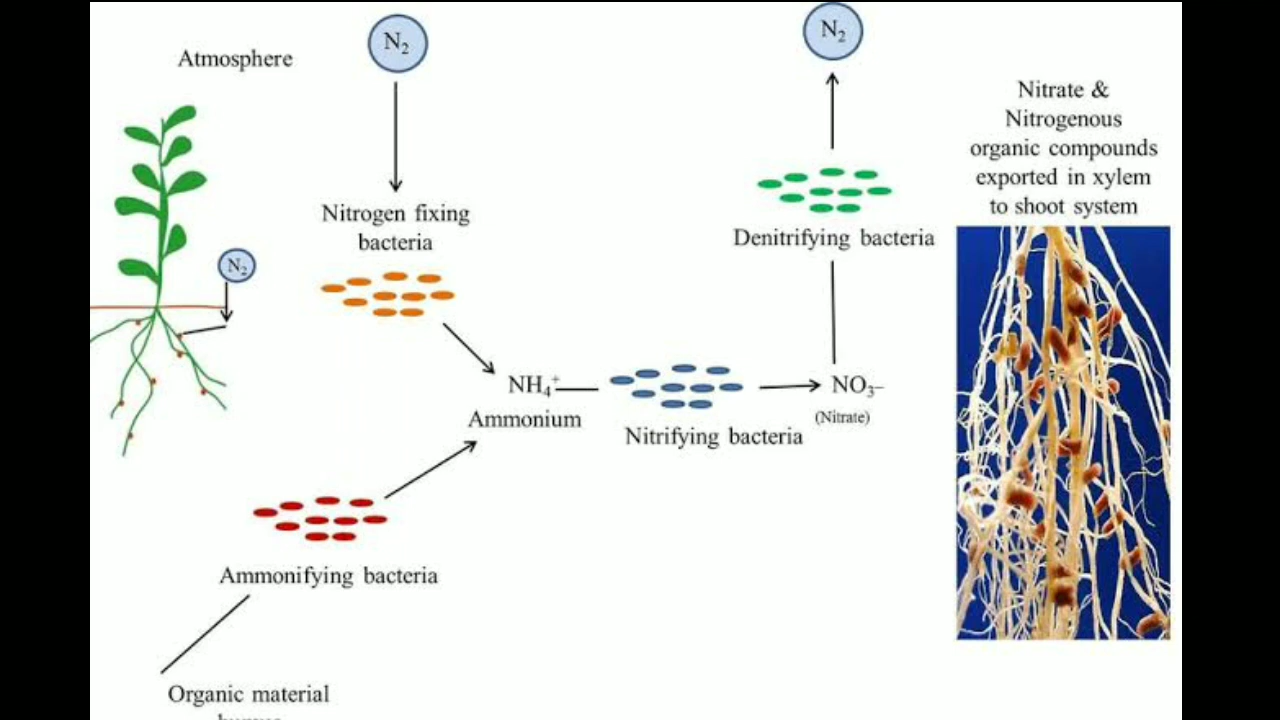 Atmosphere
N₂
N₂
N₂
Nitrogen fixing
bacteria
NH₄⁺
Ammonium
Nitrifying bacteria
NO₃–
(Nitrate)
Denitrifying bacteria
Ammonifying bacteria
Organic material
Nitrate &
Nitrogenous
organic compounds
exported in xylem
to shoot system